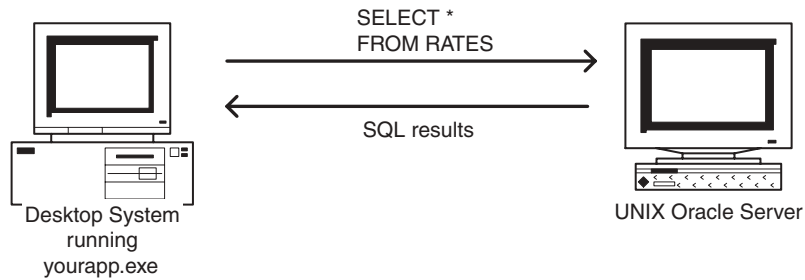 SELECT *
FROM RATES
SQL results
Desktop System
running
yourapp.exe
UNIX Oracle Server